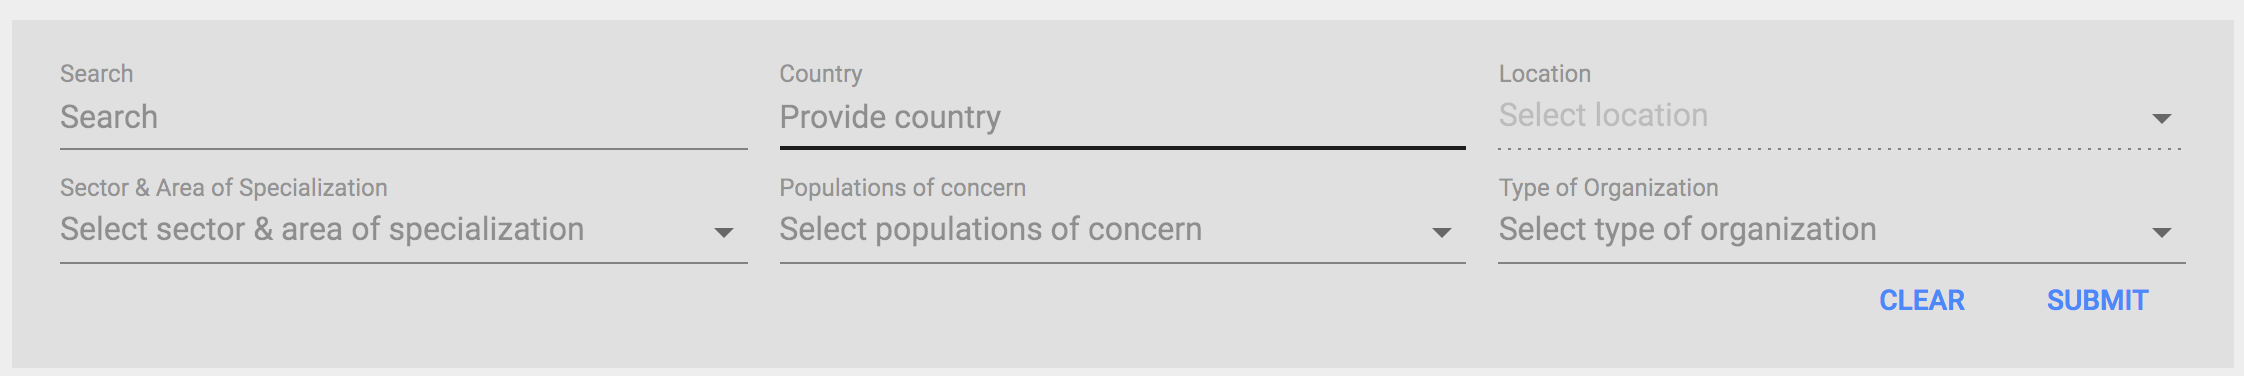 Search
Country
Location
Search
Provide country
Select location
Sector & Area of Specialization
Populations of concern
Type of Organization
Select sector & area of specialization
Select populations of concern
Select type of organization
CLEAR
SUBMIT